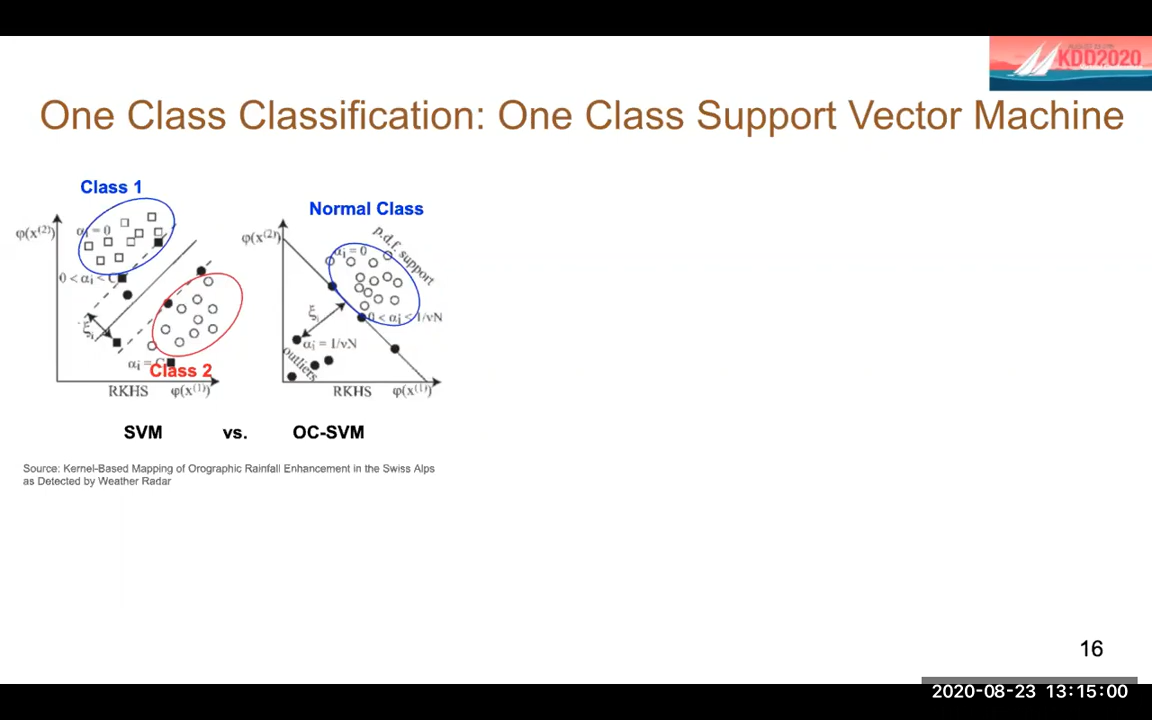 KDD2020
One Class Classification: One Class Support Vector Machine
Class 1
αi = 0
φ(x(2))
0 < αi < C
ξi
αi = C
Class 2
RKHS
φ(x(1))
Normal Class
φ(x(2))
αi = 0
p.d.f. support
ξi
0 < αi < 1/νN
αi = 1/νN
outliers
RKHS
φ(x(1))
SVM vs. OC-SVM
Source: Kernel-Based Mapping of Orographic Rainfall Enhancement in the Swiss Alps
as Detected by Weather Radar
16
2020-08-23 13:15:00